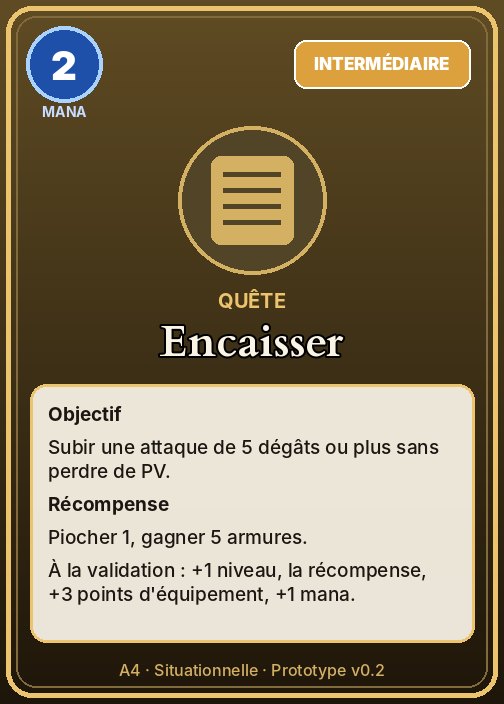 2
MANA
INTERMÉDIAIRE
QUÊTE
Encaisser
Objectif
Subir une attaque de 5 dégâts ou plus sans
perdre de PV.
Récompense
Piocher 1, gagner 5 armures.
À la validation : +1 niveau, la récompense,
+3 points d'équipement, +1 mana.
A4 · Situationnelle · Prototype v0.2